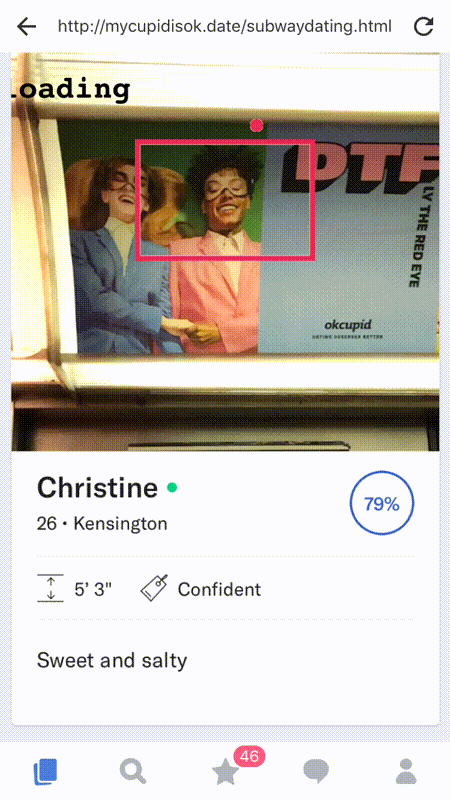 http://mycupidisok.date/subwaydating.html
loading
DTF
LY THE RED EYE
okcupid
DATING DESERVES BETTER
Christine
79%
26 • Kensington
5' 3" Confident
Sweet and salty
46